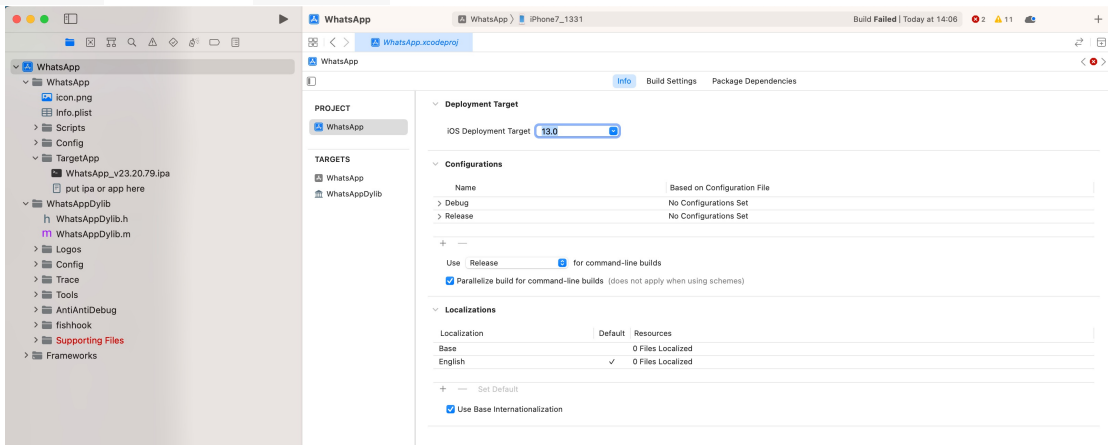 WhatsApp
WhatsApp
iPhone7_1331
Build Failed | Today at 14:06
2
11
WhatsApp
WhatsApp
icon.png
Info.plist
Scripts
Config
TargetApp
WhatsApp_v23.20.79.ipa
put ipa or app here
WhatsAppDylib
h WhatsAppDylib.h
m WhatsAppDylib.m
Logos
Config
Trace
Tools
AntiAntiDebug
fishhook
Supporting Files
Frameworks
WhatsApp.xcodeproj
WhatsApp
Info Build Settings Package Dependencies
PROJECT
WhatsApp
TARGETS
WhatsApp
WhatsAppDylib
Deployment Target
iOS Deployment Target 13.0
Configurations
Name Based on Configuration File
Debug No Configurations Set
Release No Configurations Set
Use Release for command-line builds
Parallelize build for command-line builds (does not apply when using schemes)
Localizations
Localization Default Resources
Base 0 Files Localized
English 0 Files Localized
Set Default
Use Base Internationalization